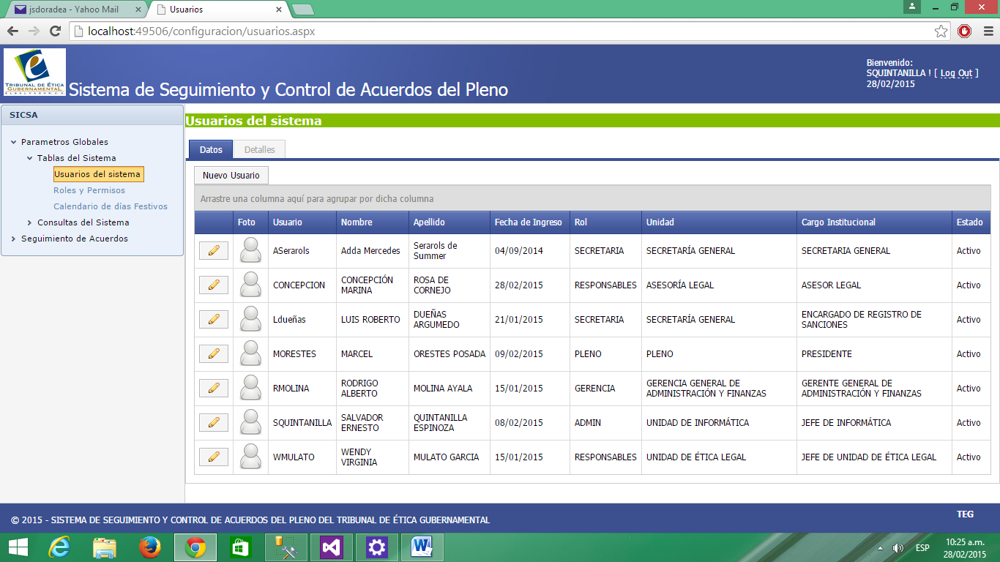 jsdoradea - Yahoo Mail
Usuarios
localhost:49506/configuracion/usuarios.aspx
TRIBUNAL DE ÉTICA
GUBERNAMENTAL
EL SALVADOR, C.A.
Sistema de Seguimiento y Control de Acuerdos del Pleno
Bienvenido:
SQUINTANILLA ! [ Log Out ]
28/02/2015
SICSA
Parametros Globales
Tablas del Sistema
Usuarios del sistema
Roles y Permisos
Calendario de días Festivos
Consultas del Sistema
Seguimiento de Acuerdos
Usuarios del sistema
Datos Detalles
Nuevo Usuario
Arrastre una columna aquí para agrupar por dicha columna
Foto Usuario Nombre Apellido Fecha de Ingreso Rol Unidad Cargo Institucional Estado
ASerarols Adda Mercedes Serarols de Summer 04/09/2014 SECRETARIA SECRETARÍA GENERAL SECRETARIA GENERAL Activo
CONCEPCION CONCEPCIÓN MARINA ROSA DE CORNEJO 28/02/2015 RESPONSABLES ASESORÍA LEGAL ASESOR LEGAL Activo
Ldueñas LUIS ROBERTO DUEÑAS ARGUMEDO 21/01/2015 SECRETARIA SECRETARÍA GENERAL ENCARGADO DE REGISTRO DE SANCIONES Activo
MORESTES MARCEL ORESTES POSADA 09/02/2015 PLENO PLENO PRESIDENTE Activo
RMOLINA RODRIGO ALBERTO MOLINA AYALA 15/01/2015 GERENCIA GERENCIA GENERAL DE ADMINISTRACIÓN Y FINANZAS GERENTE GENERAL DE ADMINISTRACIÓN Y FINANZAS Activo
SQUINTANILLA SALVADOR ERNESTO QUINTANILLA ESPINOZA 08/02/2015 ADMIN UNIDAD DE INFORMÁTICA JEFE DE INFORMÁTICA Activo
WMULATO WENDY VIRGINIA MULATO GARCIA 15/01/2015 RESPONSABLES UNIDAD DE ÉTICA LEGAL JEFE DE UNIDAD DE ÉTICA LEGAL Activo
© 2015 - SISTEMA DE SEGUIMIENTO Y CONTROL DE ACUERDOS DEL PLENO DEL TRIBUNAL DE ÉTICA GUBERNAMENTAL
TEG
ESP
10:25 a.m.
28/02/2015